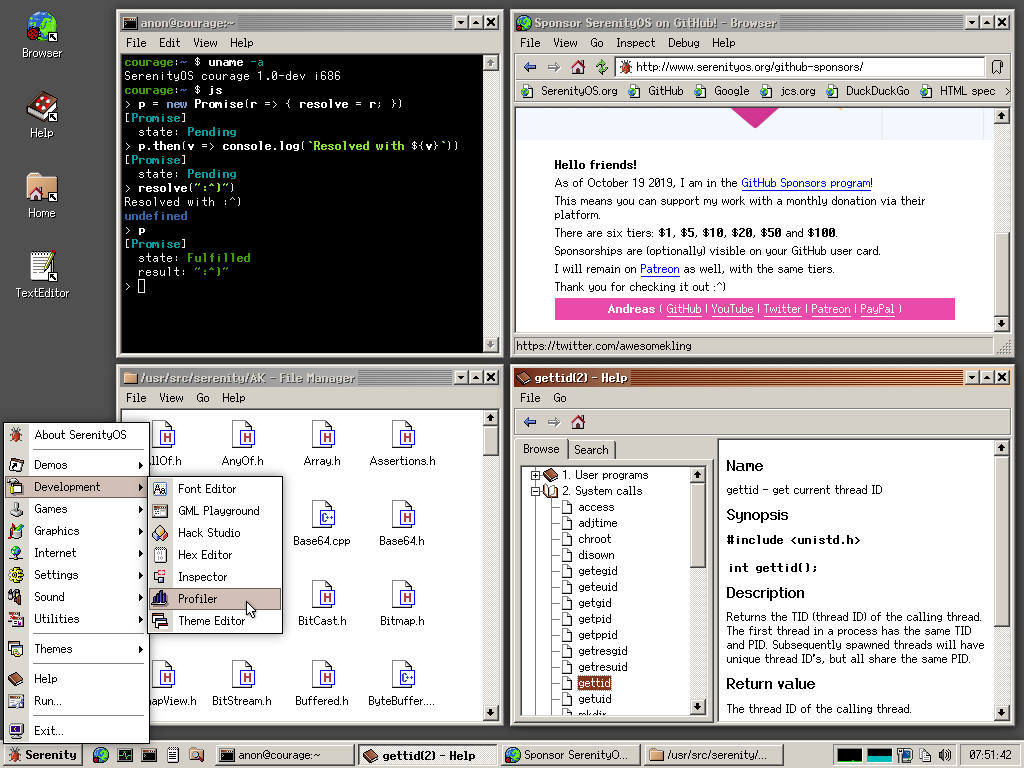 Browser
Help
Home
TextEditor
anon@courage:~
File Edit View Help
courage:~ $ uname -a
SerenityOS courage 1.0-dev i686
courage:~ $ js
> p = new Promise(r => { resolve = r; })
[Promise]
state: Pending
> p.then(v => console.log(`Resolved with ${v}`))
[Promise]
state: Pending
> resolve(":^)")
Resolved with :^)
undefined
> p
[Promise]
state: Fulfilled
result: ":^)"
>
Sponsor SerenityOS on GitHub! - Browser
File View Go Inspect Debug Help
http://www.serenityos.org/github-sponsors/
SerenityOS.org GitHub Google jcs.org DuckDuckGo HTML spec >
Hello friends!
As of October 19 2019, I am in the GitHub Sponsors program!
This means you can support my work with a monthly donation via their
platform.
There are six tiers: $1, $5, $10, $20, $50 and $100.
Sponsorships are (optionally) visible on your GitHub user card.
I will remain on Patreon as well, with the same tiers.
Thank you for checking it out :^)
Andreas ( GitHub | YouTube | Twitter | Patreon | PayPal )
https://twitter.com/awesomekling
/usr/src/serenity/AK - File Manager
File View Go Help
AllOf.h AnyOf.h Array.h Assertions.h
Base64.cpp Base64.h
BitCast.h Bitmap.h
BitStream.h Buffered.h ByteBuffer....
About SerenityOS
Demos
Development
Games
Graphics
Internet
Settings
Sound
Utilities
Themes
Help
Run...
Exit...
Font Editor
GML Playground
Hack Studio
Hex Editor
Inspector
Profiler
Theme Editor
gettid(2) - Help
File Go
Browse Search
1. User programs
2. System calls
access
adjtime
chroot
disown
getegid
geteuid
getgid
getpid
getppid
getresgid
getresuid
gettid
getuid
mkdir
Name
gettid - get current thread ID
Synopsis
#include <unistd.h>
int gettid();
Description
Returns the TID (thread ID) of the calling thread.
The first thread in a process has the same TID
and PID. Subsequently spawned threads will have
unique thread ID's, but all share the same PID.
Return value
The thread ID of the calling thread.
Serenity anon@courage:~ gettid(2) - Help Sponsor SerenityO... /usr/src/serenity/... 07:51:42